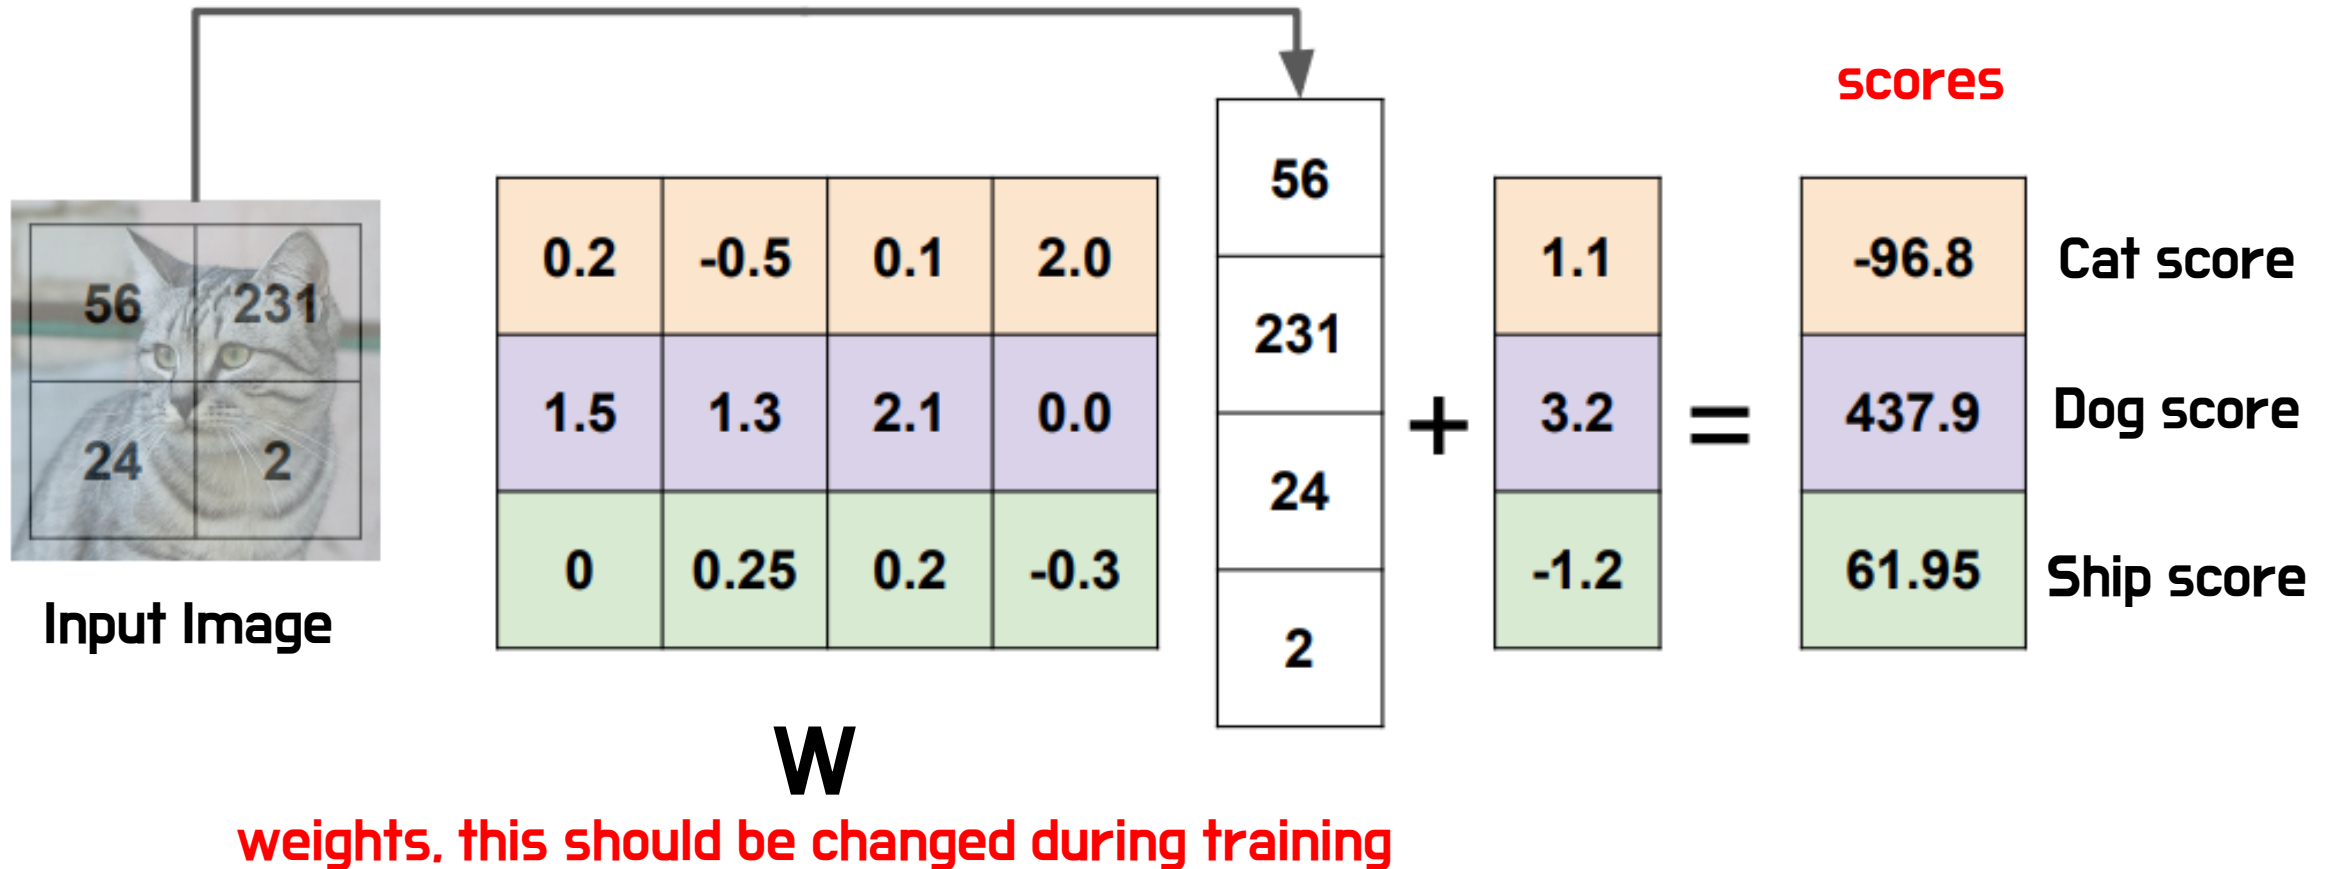 scores
56 231
24 2
Input Image
0.2 -0.5 0.1 2.0
1.5 1.3 2.1 0.0
0 0.25 0.2 -0.3
W
weights, this should be changed during training
56
231
24
2
+
1.1
3.2
-1.2
=
-96.8 Cat score
437.9 Dog score
61.95 Ship score